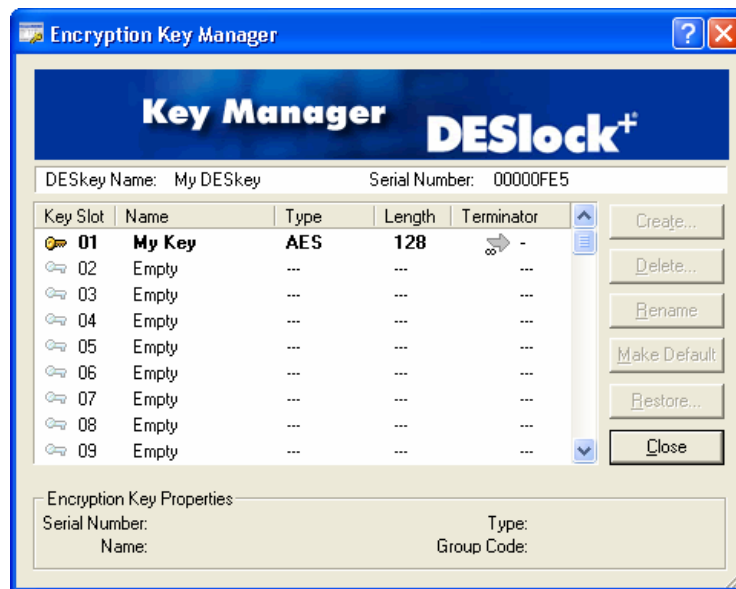 Encryption Key Manager
Key Manager DESlock+
DESkey Name: My DESkey Serial Number: 00000FE5
Key Slot Name Type Length Terminator
01 My Key AES 128 -
02 Empty --- --- ---
03 Empty --- --- ---
04 Empty --- --- ---
05 Empty --- --- ---
06 Empty --- --- ---
07 Empty --- --- ---
08 Empty --- --- ---
09 Empty --- --- ---
Create...
Delete...
Rename
Make Default
Restore...
Close
Encryption Key Properties
Serial Number: Type:
Name: Group Code: